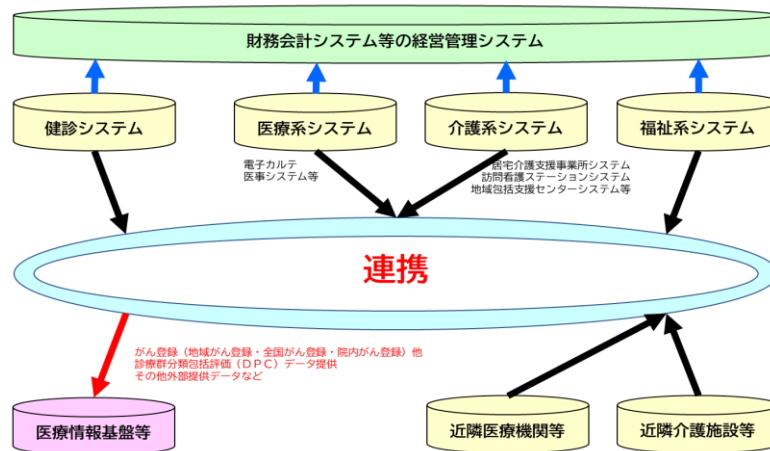 財務会計システム等の経営管理システム
健診システム
医療系システム
介護系システム
福祉系システム
電子カルテ
医事システム等
居宅介護支援事業所システム
訪問看護ステーションシステム
地域包括支援センターシステム等
連携
がん登録（地域がん登録・全国がん登録・院内がん登録）他
診療群分類包括評価（ＤＰＣ）データ提供
その他外部提供データなど
医療情報基盤等
近隣医療機関等
近隣介護施設等